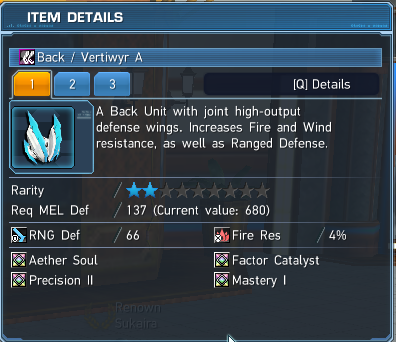 ITEM DETAILS
Back / Vertiwyr A
1 2 3 [Q] Details
A Back Unit with joint high-output
defense wings. Increases Fire and Wind
resistance, as well as Ranged Defense.
Rarity /
Req MEL Def / 137 (Current value: 680)
RNG Def / 66 Fire Res / 4%
Aether Soul Factor Catalyst
Precision II Mastery I
Renown
Sukaira